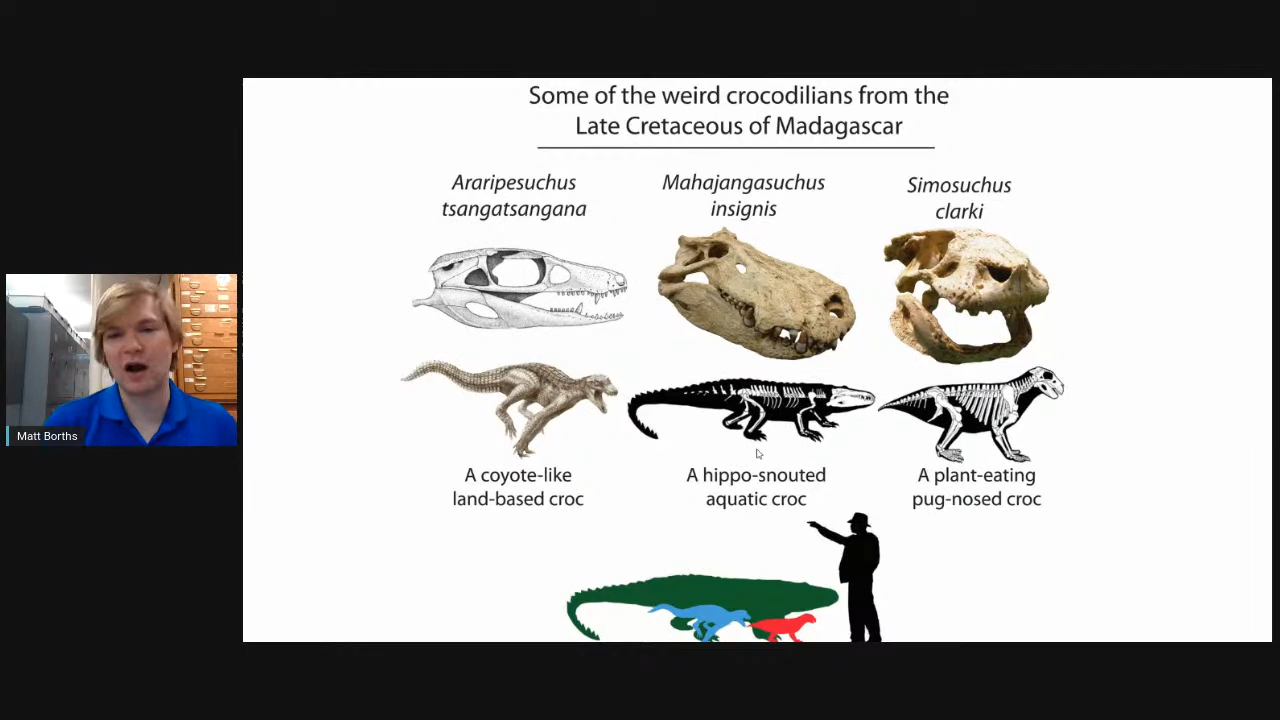 Some of the weird crocodilians from the
Late Cretaceous of Madagascar
Araripesuchus
tsangatsangana
Mahajangasuchus
insignis
Simosuchus
clarki
A coyote-like
land-based croc
A hippo-snouted
aquatic croc
A plant-eating
pug-nosed croc
Matt Borths